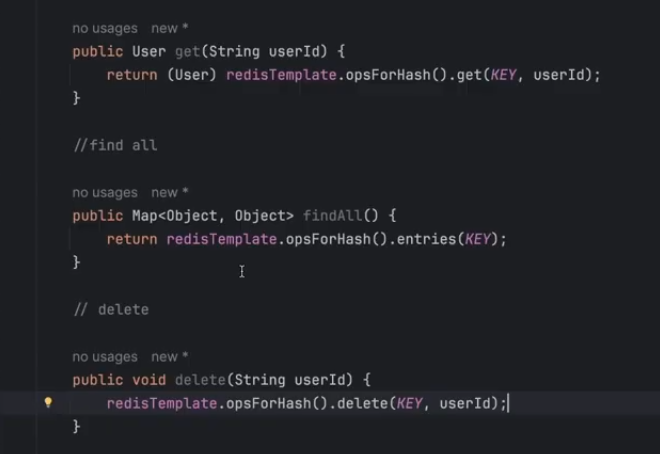 no usages   new *
public User get(String userId) {
    return (User) redisTemplate.opsForHash().get(KEY, userId);
}
//find all
no usages   new *
public Map<Object, Object> findAll() {
    return redisTemplate.opsForHash().entries(KEY);
}
// delete
no usages   new *
public void delete(String userId) {
    redisTemplate.opsForHash().delete(KEY, userId);
}